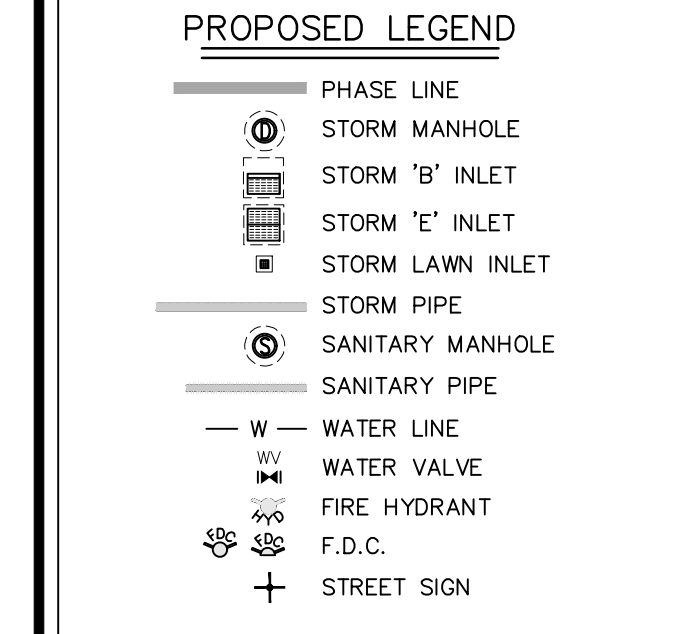 PROPOSED LEGEND
PHASE LINE
D STORM MANHOLE
STORM 'B' INLET
STORM 'E' INLET
STORM LAWN INLET
STORM PIPE
S SANITARY MANHOLE
SANITARY PIPE
W WATER LINE
WV WATER VALVE
HYD FIRE HYDRANT
FDC FDC F.D.C.
STREET SIGN